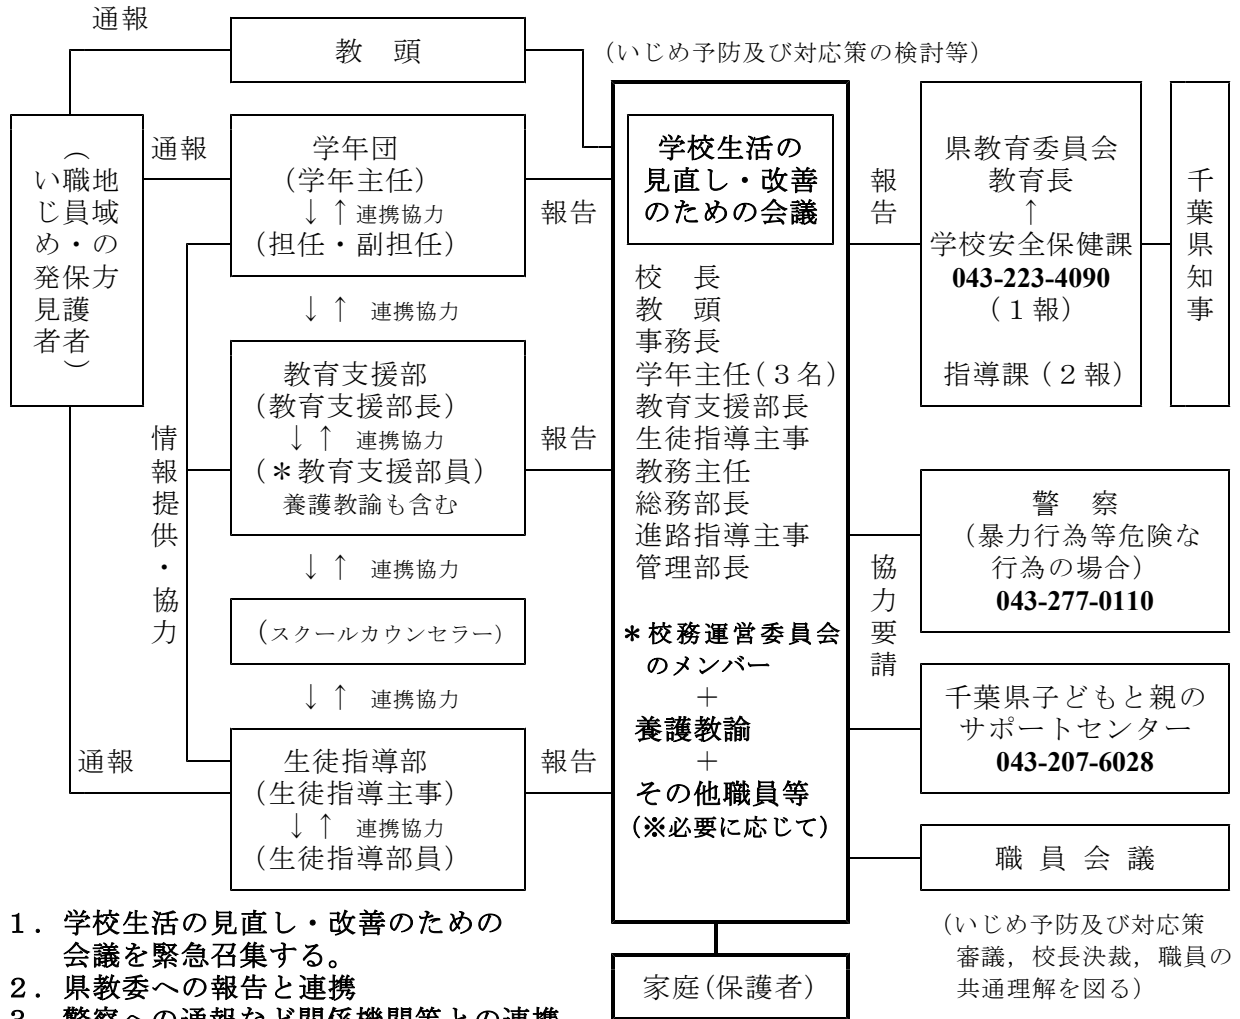 通報
教　頭
(いじめ予防及び対応策の検討等)
いじめ発見者
(職員・保護者
地域の方)
通報
学年団
(学年主任)
↓↑連携協力
(担任・副担任)
報告
↓↑ 連携協力
教育支援部
(教育支援部長)
↓↑ 連携協力
(＊教育支援部員)
養護教諭も含む
報告
情報提供・協力
↓↑ 連携協力
(スクールカウンセラー)
↓↑ 連携協力
通報
生徒指導部
(生徒指導主事)
↓↑ 連携協力
(生徒指導部員)
報告
学校生活の
見直し・改善
のための会議
校　長
教　頭
事務長
学年主任(３名)
教育支援部長
生徒指導主事
教務主任
総務部長
進路指導主事
管理部長
＊校務運営委員会
のメンバー
＋
養護教諭
＋
その他職員等
(※必要に応じて)
報告
県教育委員会
教育長
↑
学校安全保健課
043-223-4090
(１報)
指導課(２報)
千葉県知事
協力要請
警　察
(暴力行為等危険な
行為の場合)
043-277-0110
千葉県子どもと親の
サポートセンター
043-207-6028
職 員 会 議
(いじめ予防及び対応策
審議，校長決裁，職員の
共通理解を図る)
家庭(保護者)
１．学校生活の見直し・改善のための
会議を緊急召集する。
２．県教委への報告と連携
３．警察への通報など関係機関等との連携